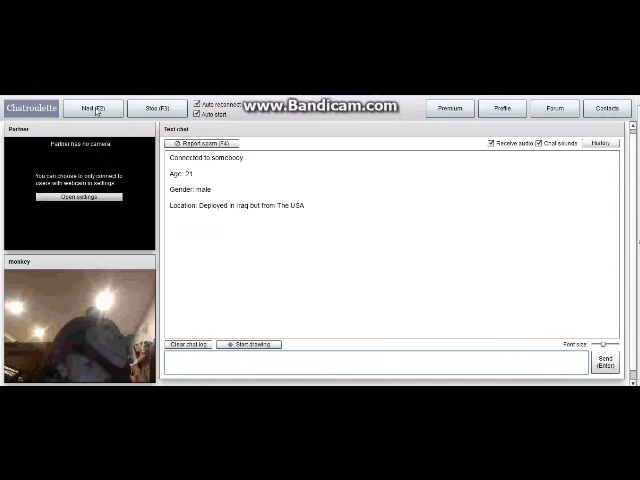 www.Bandicam.com
Chatroulette
Next (F2)
Stop (F3)
Auto reconnect
Auto start
Premium
Profile
Forum
Contacts
Partner
Partner has no camera
You can choose to only connect to
users with webcam in settings
Open settings
monkey
Text chat
Report spam (F4)
Receive audio
Chat sounds
History
Connected to somebody
Age: 21
Gender: male
Location: Deployed in Iraq but from The USA
Clear chat log
Start drawing
Font size:
Send
(Enter)